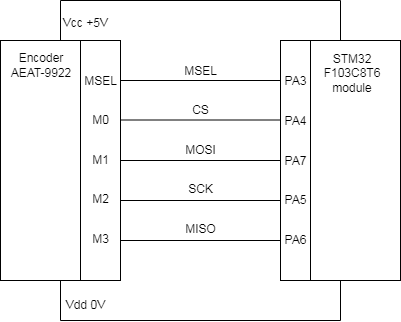 Vcc +5V
Encoder
AEAT-9922
STM32
F103C8T6
module
MSEL
MSEL
PA3
M0
CS
PA4
M1
MOSI
PA7
M2
SCK
PA5
M3
MISO
PA6
Vdd 0V